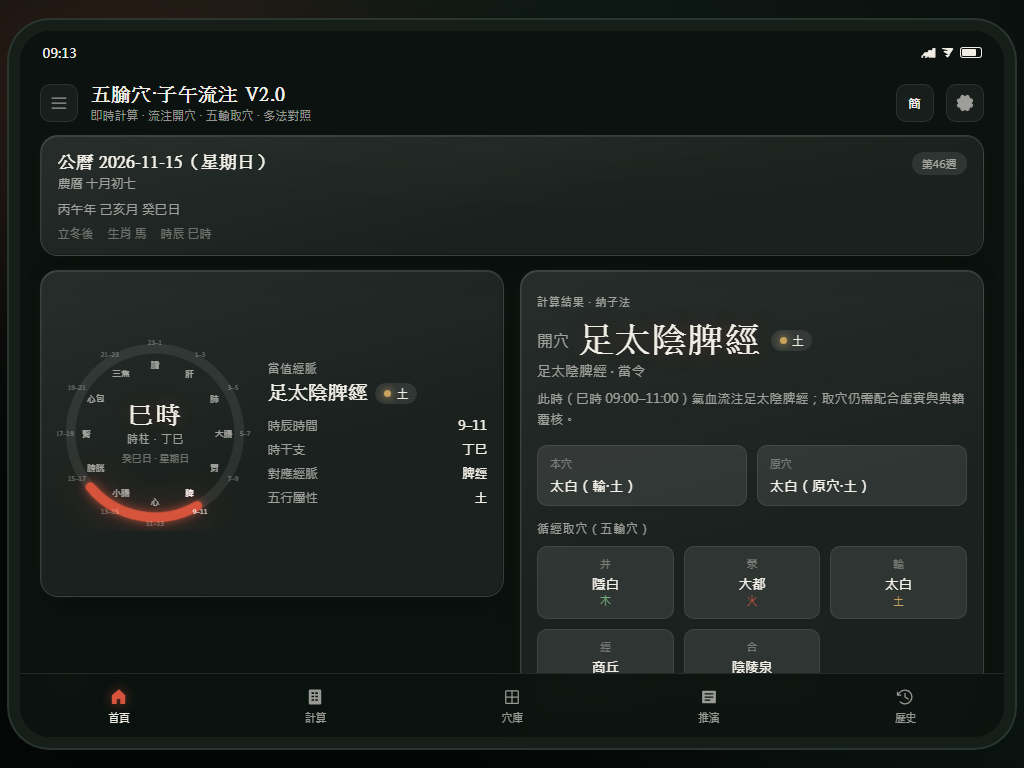 09:13
五腧穴·子午流注 V2.0
即時計算 · 流注開穴 · 五輸取穴 · 多法對照
簡
公曆 2026-11-15（星期日）
第46週
農曆 十月初七
丙午年 己亥月 癸巳日
立冬後 生肖 馬 時辰 巳時
23–1
21–23
1–3
三焦
膽
肝
19–21
3–5
心包
肺
巳時
17–19
腎
時柱 · 丁巳
大腸
5–7
癸巳日 · 星期日
膀胱
胃
15–17
7–9
小腸
心
脾
13–15
9–11
11–13
當值經脈
足太陰脾經
土
時辰時間
9–11
時干支
丁巳
對應經脈
脾經
五行屬性
土
計算結果 · 納子法
開穴 足太陰脾經 土
足太陰脾經 · 當令
此時（巳時 09:00–11:00）氣血流注足太陰脾經；取穴仍需配合虛實與典籍
覆核。
本穴
太白（輸·土）
原穴
太白（原穴·土）
循經取穴（五輸穴）
井
隱白
木
滎
大都
火
輸
太白
土
經
商丘
合
陰陵泉
首頁
計算
穴庫
推演
歷史